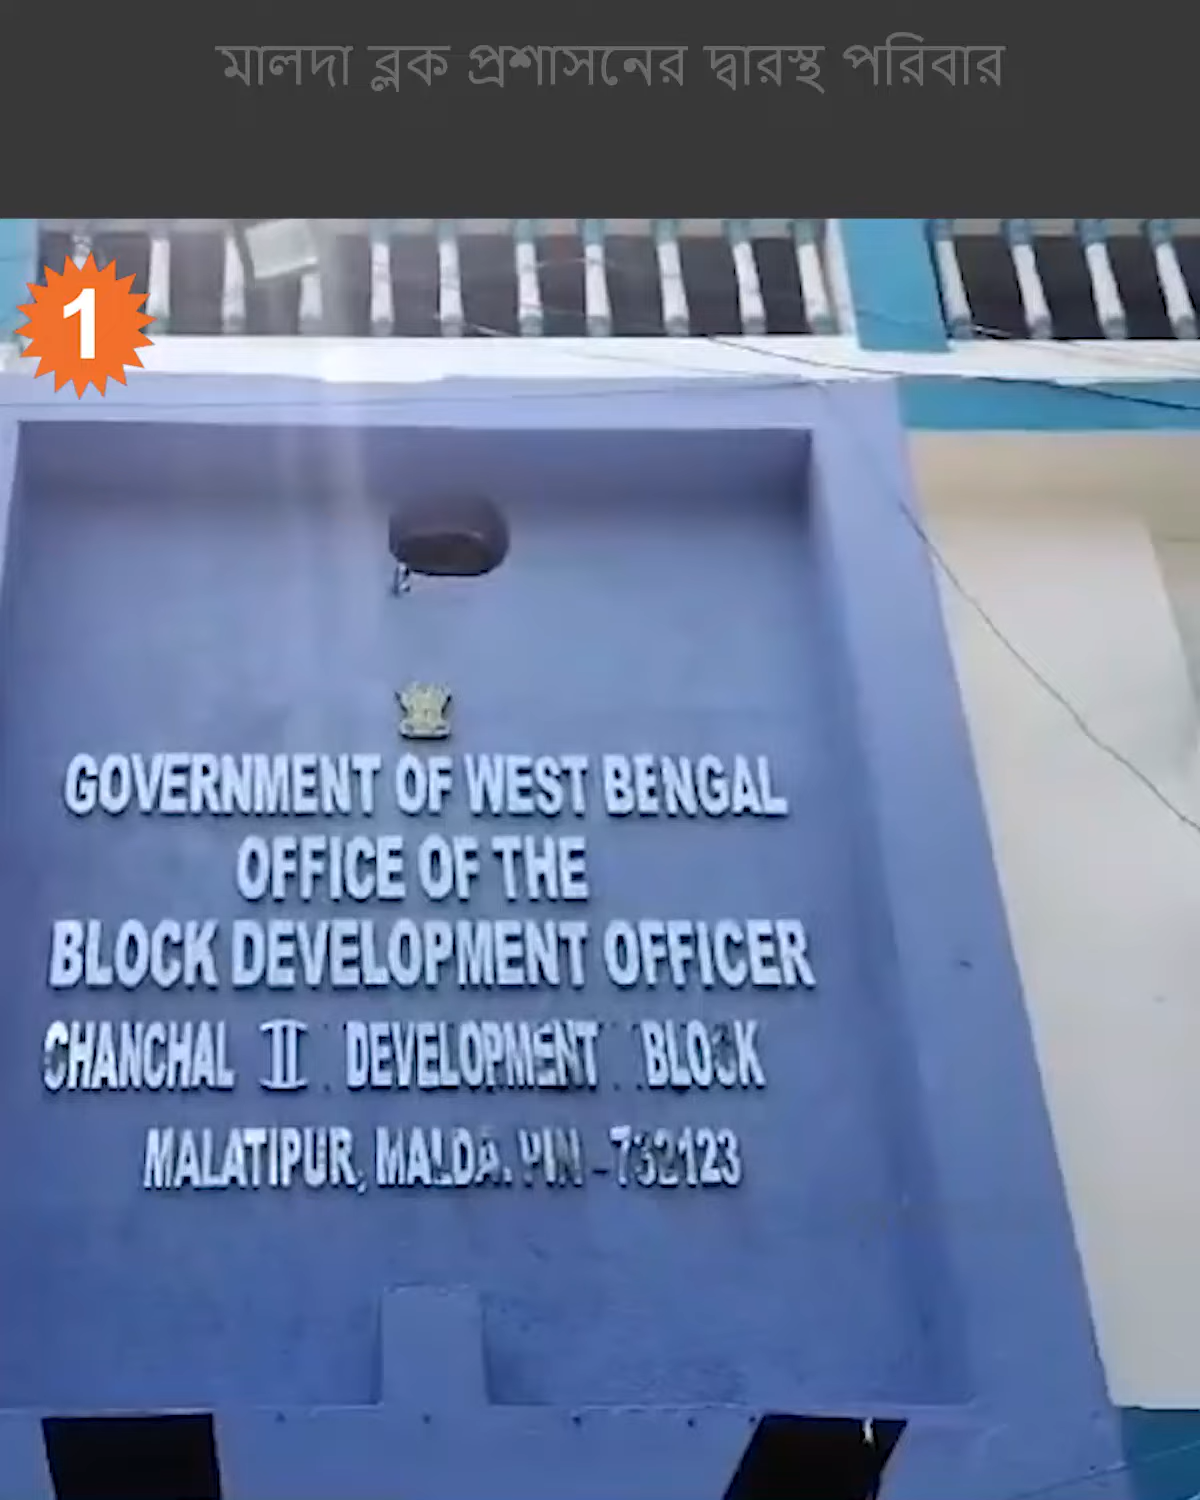 মালদা ব্লক প্রশাসনের দ্বারস্থ পরিবার
1
GOVERNMENT OF WEST BENGAL
OFFICE OF THE
BLOCK DEVELOPMENT OFFICER
CHANCHAL II DEVELOPMENT BLOCK
MALATIPUR, MALDA. PIN - 732123